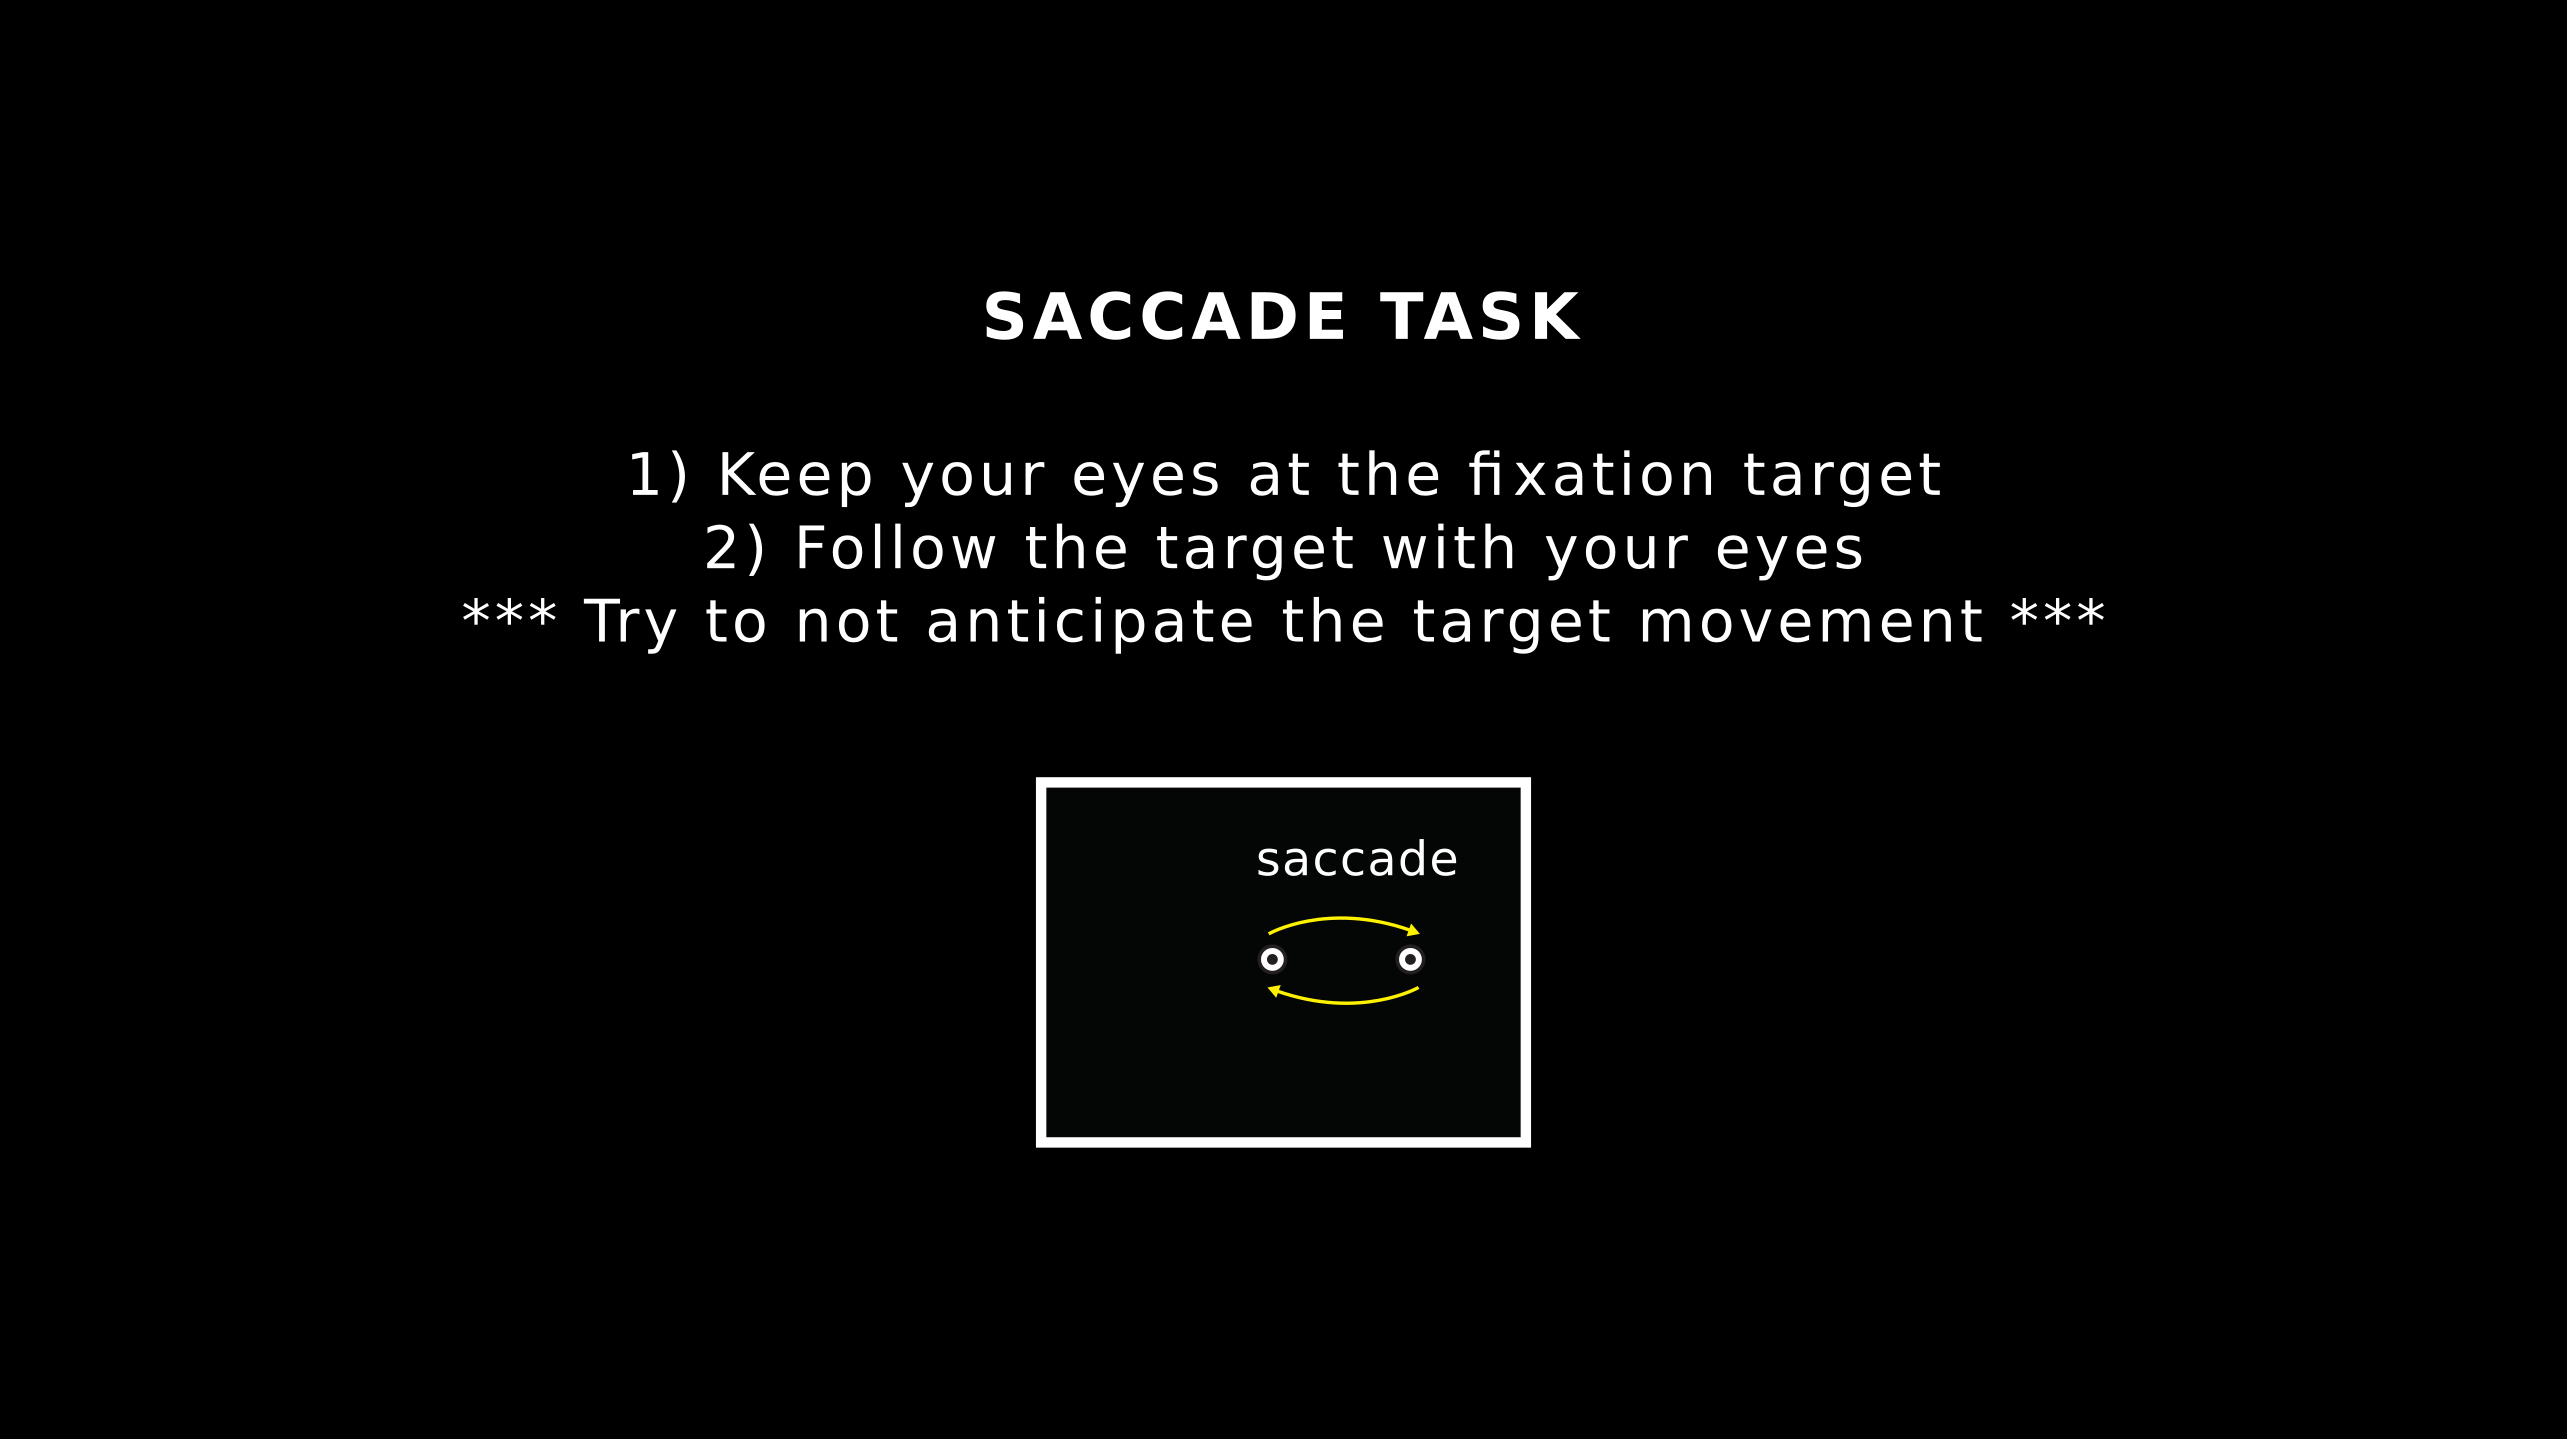 SACCADE TASK
1) Keep your eyes at the fixation target
2) Follow the target with your eyes
*** Try to not anticipate the target movement ***
saccade